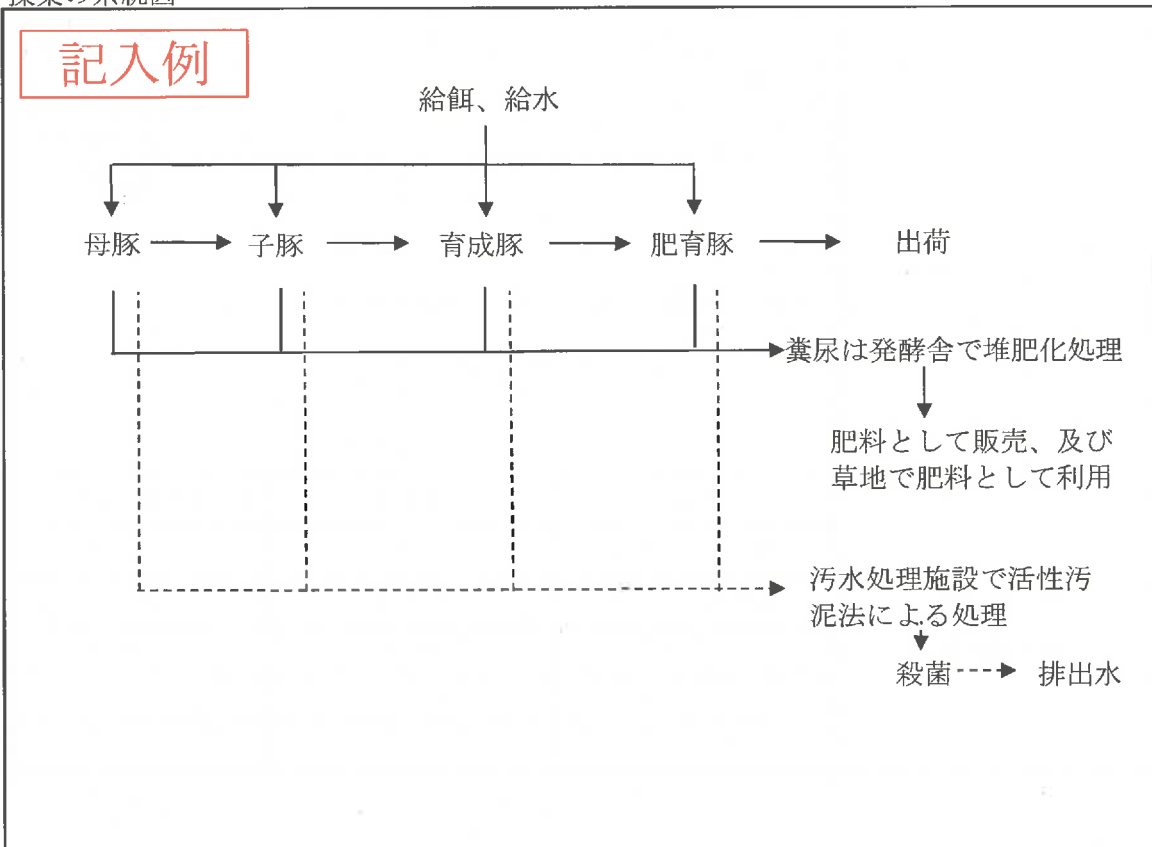 記入例
給餌、給水
母豚
子豚
育成豚
肥育豚
出荷
糞尿は発酵舎で堆肥化処理
肥料として販売、及び
草地で肥料として利用
汚水処理施設で活性汚
泥法による処理
殺菌
排出水